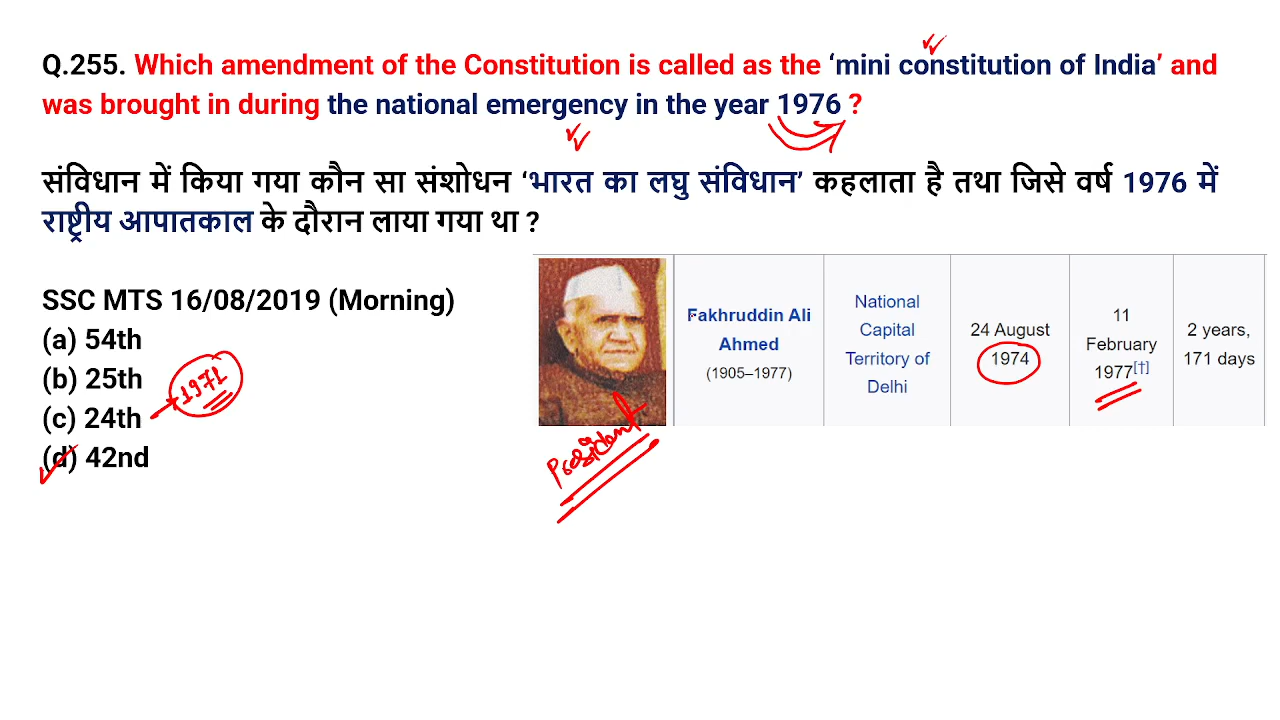 Q.255. Which amendment of the Constitution is called as the ‘mini constitution of India’ and
was brought in during the national emergency in the year 1976 ?
संविधान में किया गया कौन सा संशोधन ‘भारत का लघु संविधान’ कहलाता है तथा जिसे वर्ष 1976 में
राष्ट्रीय आपातकाल के दौरान लाया गया था ?
SSC MTS 16/08/2019 (Morning)
(a) 54th
(b) 25th
(c) 24th
1971
(d) 42nd
Fakhruddin Ali
Ahmed
(1905–1977)
National
Capital
Territory of
Delhi
24 August
1974
11
February
1977[†]
2 years,
171 days
President